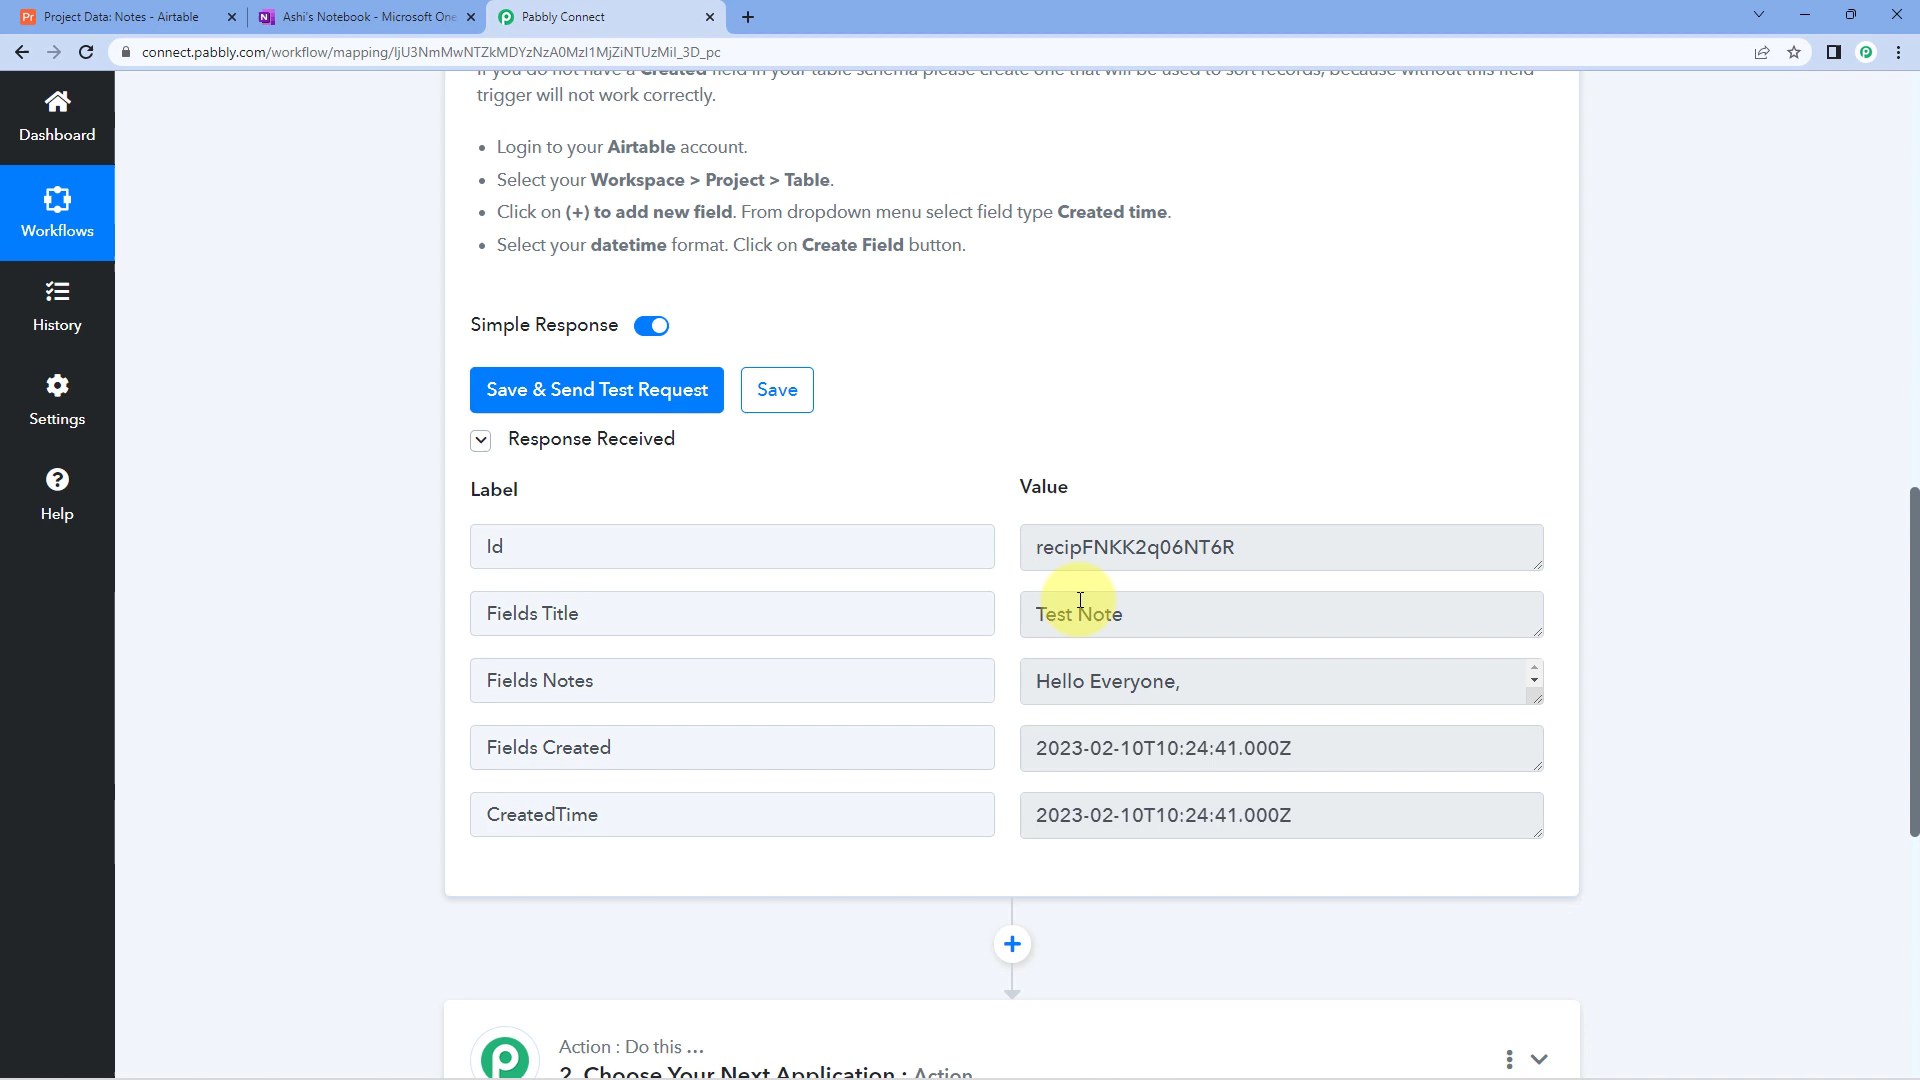 Project Data: Notes - Airtable
Ashi's Notebook - Microsoft One
Pabbly Connect
Dashboard
Workflows
History
Settings
Help
If you do not have a Created field in your table schema please create one that will be used to sort records, because without this field
trigger will not work correctly.
Login to your Airtable account.
Select your Workspace > Project > Table.
Click on (+) to add new field. From dropdown menu select field type Created time.
Select your datetime format. Click on Create Field button.
Simple Response
Save & Send Test Request
Save
Response Received
Label
Value
Id
recipFNKK2q06NT6R
Fields Title
Test Note
Fields Notes
Hello Everyone,
Fields Created
2023-02-10T10:24:41.000Z
CreatedTime
2023-02-10T10:24:41.000Z
Action : Do this ...
2. Choose Your Next Application : Action